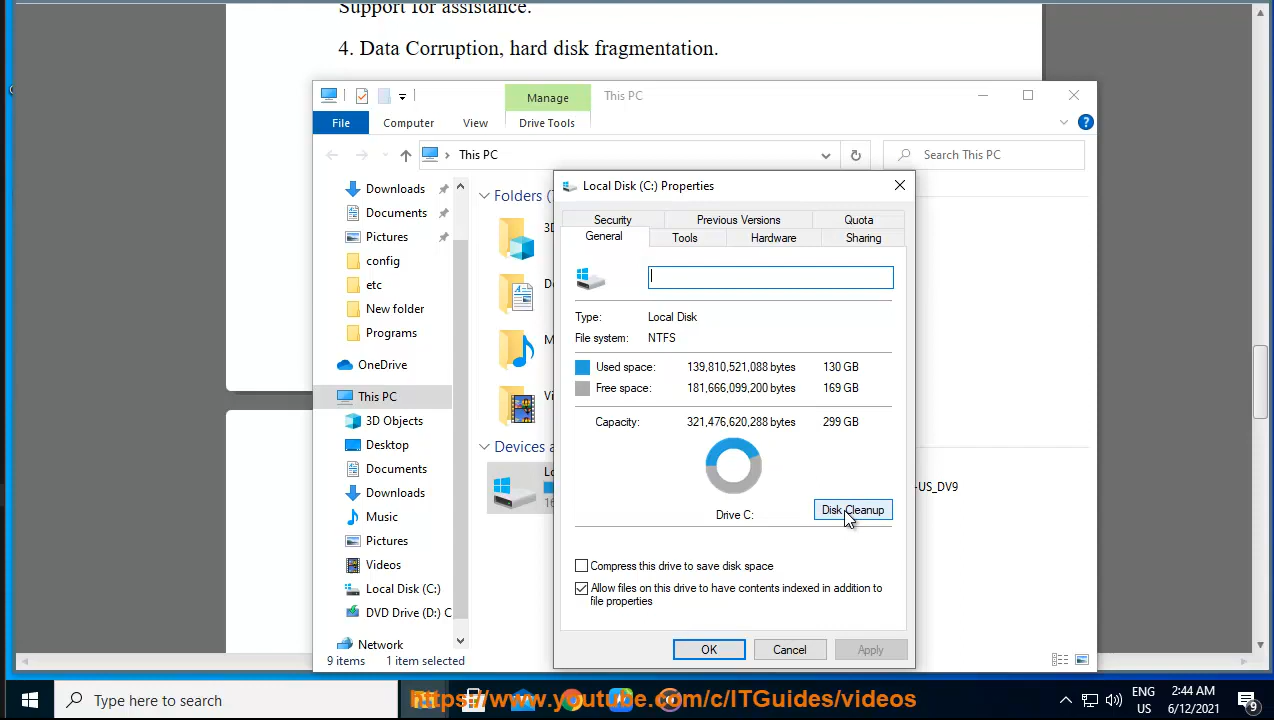 Support for assistance.
4. Data Corruption, hard disk fragmentation.
Manage
This PC
File
Computer
View
Drive Tools
This PC
Search This PC
Downloads
Documents
Pictures
config
etc
New folder
Programs
OneDrive
This PC
3D Objects
Desktop
Documents
Downloads
Music
Pictures
Videos
Local Disk (C:)
DVD Drive (D:) C
Network
9 items
1 item selected
Folders (
3D
Do
M
Vi
Devices a
Lo
16
-US_DV9
Local Disk (C:) Properties
Security
Previous Versions
Quota
General
Tools
Hardware
Sharing
Type:
Local Disk
File system:
NTFS
Used space:
139,810,521,088 bytes
130 GB
Free space:
181,666,099,200 bytes
169 GB
Capacity:
321,476,620,288 bytes
299 GB
Drive C:
Disk Cleanup
Compress this drive to save disk space
Allow files on this drive to have contents indexed in addition to
file properties
OK
Cancel
Apply
Type here to search
https://www.youtube.com/c/ITGuides/videos
ENG
US
2:44 AM
6/12/2021
9